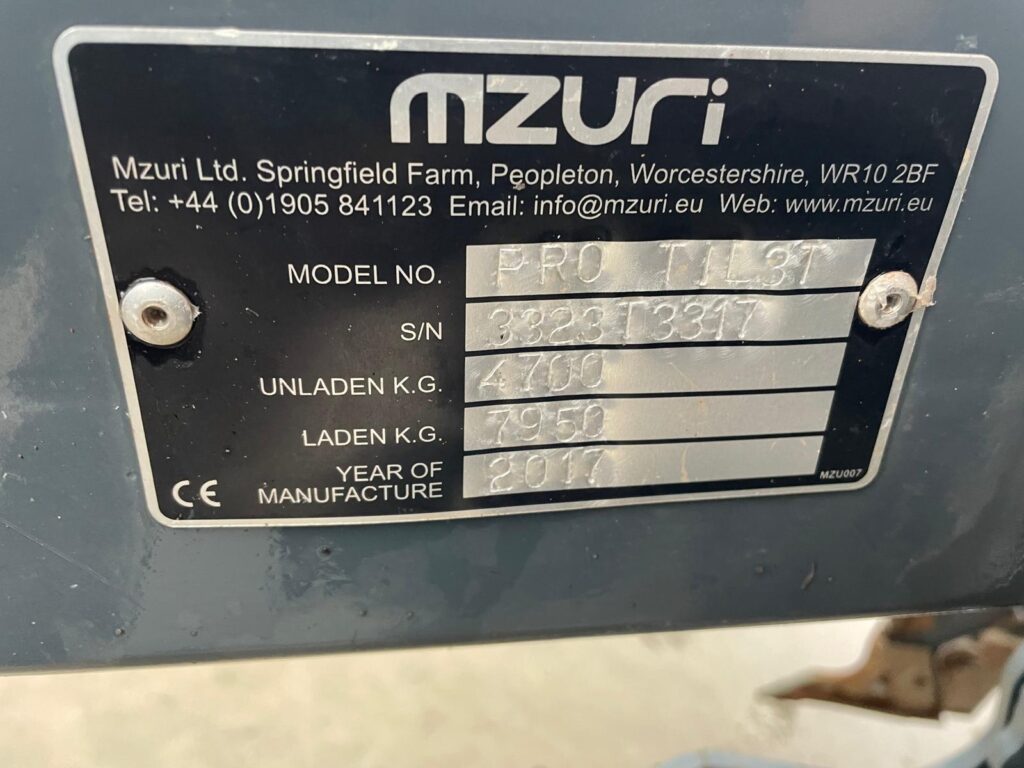 mzuri
Mzuri Ltd. Springfield Farm, Peopleton, Worcestershire, WR10 2BF
Tel: +44 (0)1905 841123 Email: info@mzuri.eu Web: www.mzuri.eu
MODEL NO. PRO TIL3T
S/N 3323T3317
UNLADEN K.G. 4700
LADEN K.G. 7950
YEAR OF
MANUFACTURE 2017
CE
MZU007